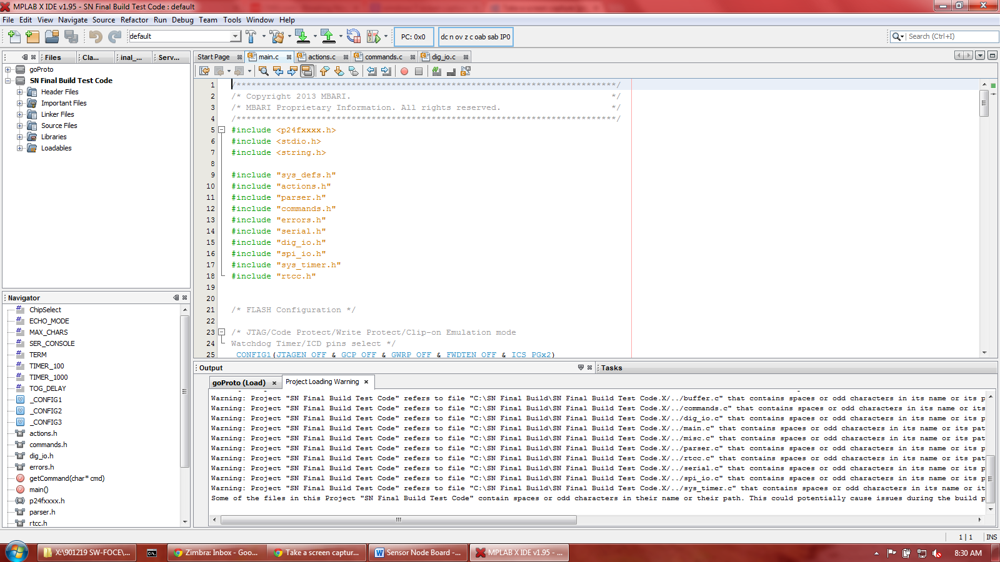 MPLAB X IDE v1.95 - SN Final Build Test Code : default
File Edit View Navigate Source Refactor Run Debug Team Tools Window Help
default
PC: 0x0
dc n ov z c oab sab IP0
Search (Ctrl+I)
Files
Cla...
inal_...
Serv...
goProto
SN Final Build Test Code
Header Files
Important Files
Linker Files
Source Files
Libraries
Loadables
Navigator
ChipSelect
ECHO_MODE
MAX_CHARS
SER_CONSOLE
TERM
TIMER_100
TIMER_1000
TOG_DELAY
_CONFIG1
_CONFIG2
_CONFIG3
actions.h
commands.h
dig_io.h
errors.h
getCommand(char* cmd)
main()
p24fxxxx.h
parser.h
rtcc.h
Start Page
main.c
actions.c
commands.c
dig_io.c
1 /****************************************************************************/
2 /* Copyright 2013 MBARI. */
3 /* MBARI Proprietary Information. All rights reserved. */
4 /****************************************************************************/
5 #include <p24fxxxx.h>
6 #include <stdio.h>
7 #include <string.h>
8
9 #include "sys_defs.h"
10 #include "actions.h"
11 #include "parser.h"
12 #include "commands.h"
13 #include "errors.h"
14 #include "serial.h"
15 #include "dig_io.h"
16 #include "spi_io.h"
17 #include "sys_timer.h"
18 #include "rtcc.h"
19
20
21 /* FLASH Configuration */
22
23 /* JTAG/Code Protect/Write Protect/Clip-on Emulation mode
24 Watchdog Timer/ICD pins select */
25 _CONFIG1(JTAGEN_OFF & GCP_OFF & GWRP_OFF & FWDTEN_OFF & ICS_PGx2)
Output
Tasks
goProto (Load)
Project Loading Warning
Warning: Project "SN Final Build Test Code" refers to file "C:\SN Final Build\SN Final Build Test Code.X/../buffer.c" that contains spaces or odd characters in its name or its p
Warning: Project "SN Final Build Test Code" refers to file "C:\SN Final Build\SN Final Build Test Code.X/../commands.c" that contains spaces or odd characters in its name or its
Warning: Project "SN Final Build Test Code" refers to file "C:\SN Final Build\SN Final Build Test Code.X/../dig_io.c" that contains spaces or odd characters in its name or its p
Warning: Project "SN Final Build Test Code" refers to file "C:\SN Final Build\SN Final Build Test Code.X/../main.c" that contains spaces or odd characters in its name or its pat
Warning: Project "SN Final Build Test Code" refers to file "C:\SN Final Build\SN Final Build Test Code.X/../misc.c" that contains spaces or odd characters in its name or its pat
Warning: Project "SN Final Build Test Code" refers to file "C:\SN Final Build\SN Final Build Test Code.X/../parser.c" that contains spaces or odd characters in its name or its p
Warning: Project "SN Final Build Test Code" refers to file "C:\SN Final Build\SN Final Build Test Code.X/../rtcc.c" that contains spaces or odd characters in its name or its pat
Warning: Project "SN Final Build Test Code" refers to file "C:\SN Final Build\SN Final Build Test Code.X/../serial.c" that contains spaces or odd characters in its name or its p
Warning: Project "SN Final Build Test Code" refers to file "C:\SN Final Build\SN Final Build Test Code.X/../spi_io.c" that contains spaces or odd characters in its name or its p
Warning: Project "SN Final Build Test Code" refers to file "C:\SN Final Build\SN Final Build Test Code.X/../sys_timer.c" that contains spaces or odd characters in its name or it
Some of the files in this Project "SN Final Build Test Code" contain spaces or odd characters in their name or their path. This could potentially cause issues during the build p
1 | 1 INS
X:\901219 SW-FOCE\...
Zimbra: Inbox - Goo...
Take a screen captur...
Sensor Node Board -...
MPLAB X IDE v1.95 - ...
8:30 AM